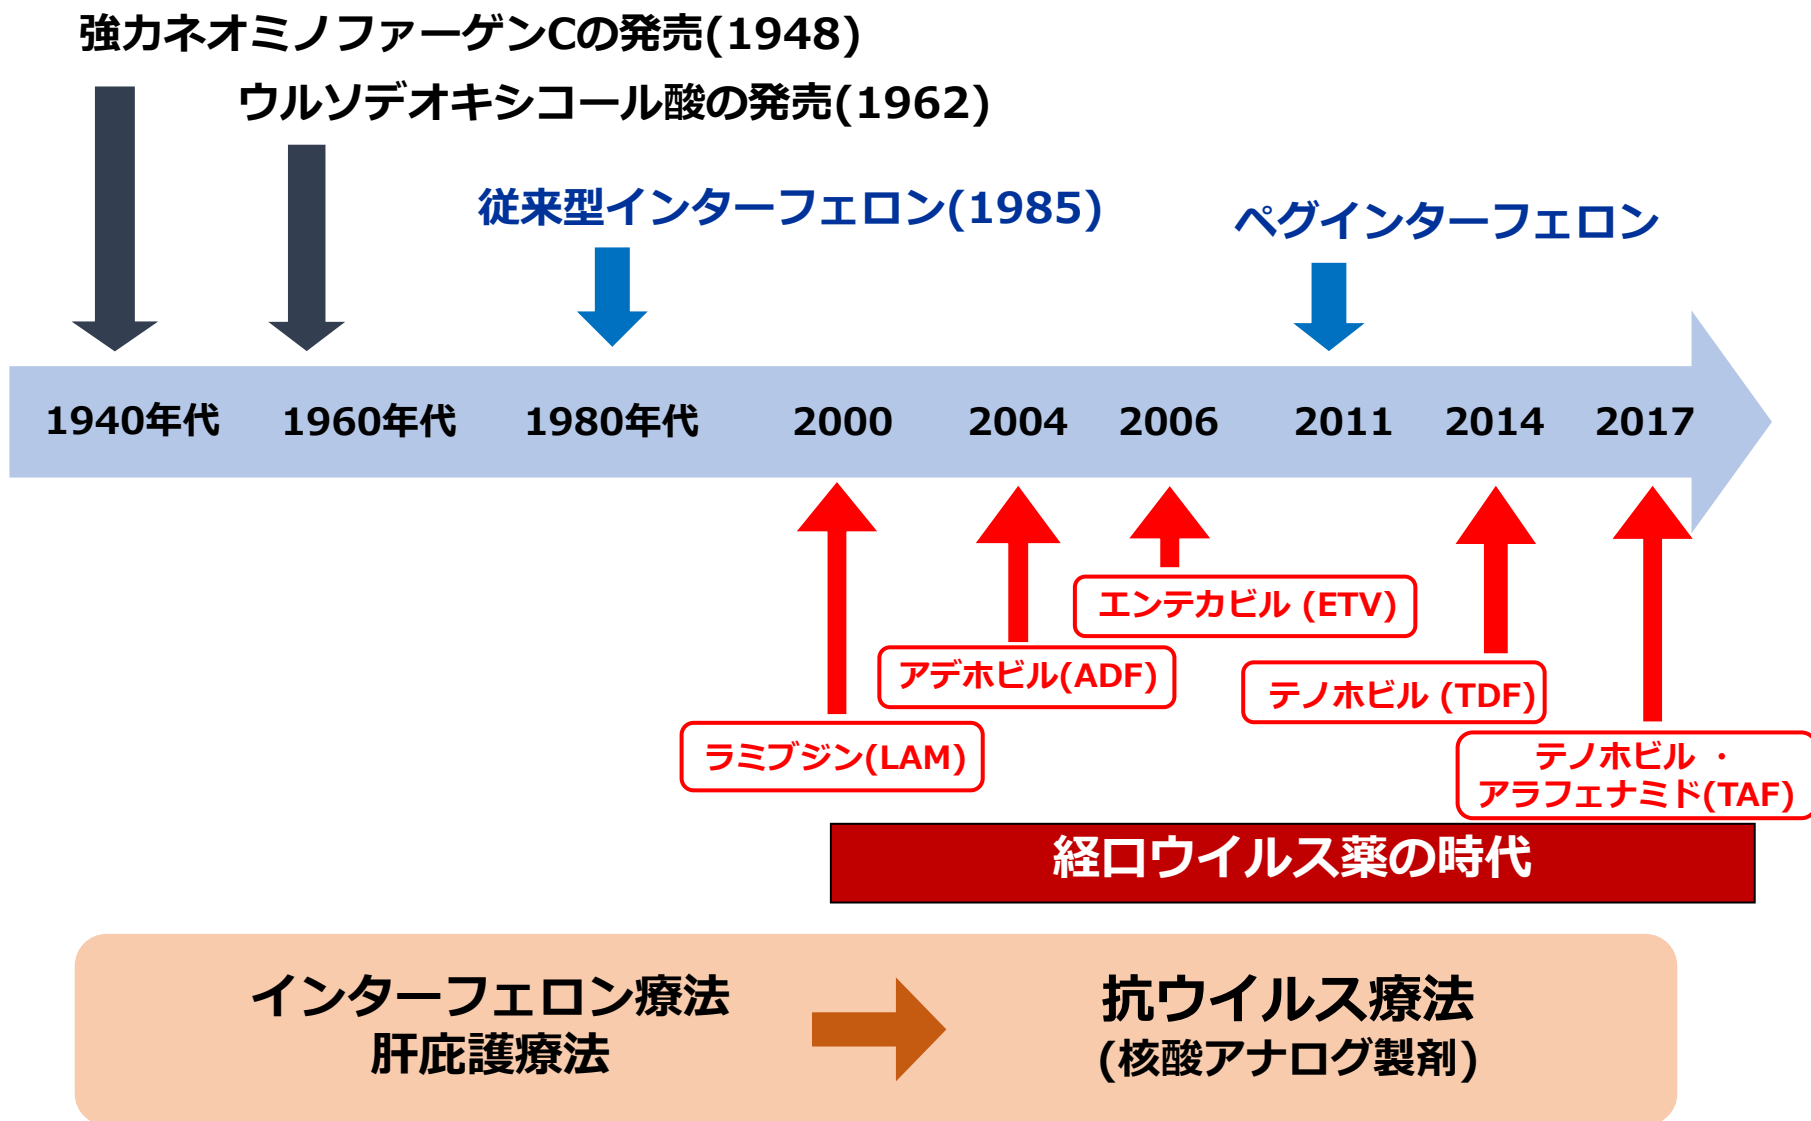 強力ネオミノファーゲンCの発売(1948)
ウルソデオキシコール酸の発売(1962)
従来型インターフェロン(1985)
ペグインターフェロン
1940年代 1960年代 1980年代 2000 2004 2006 2011 2014 2017
エンテカビル (ETV)
アデホビル(ADF)
テノホビル (TDF)
ラミブジン(LAM)
テノホビル ・
アラフェナミド(TAF)
経口ウイルス薬の時代
インターフェロン療法
肝庇護療法
抗ウイルス療法
(核酸アナログ製剤)